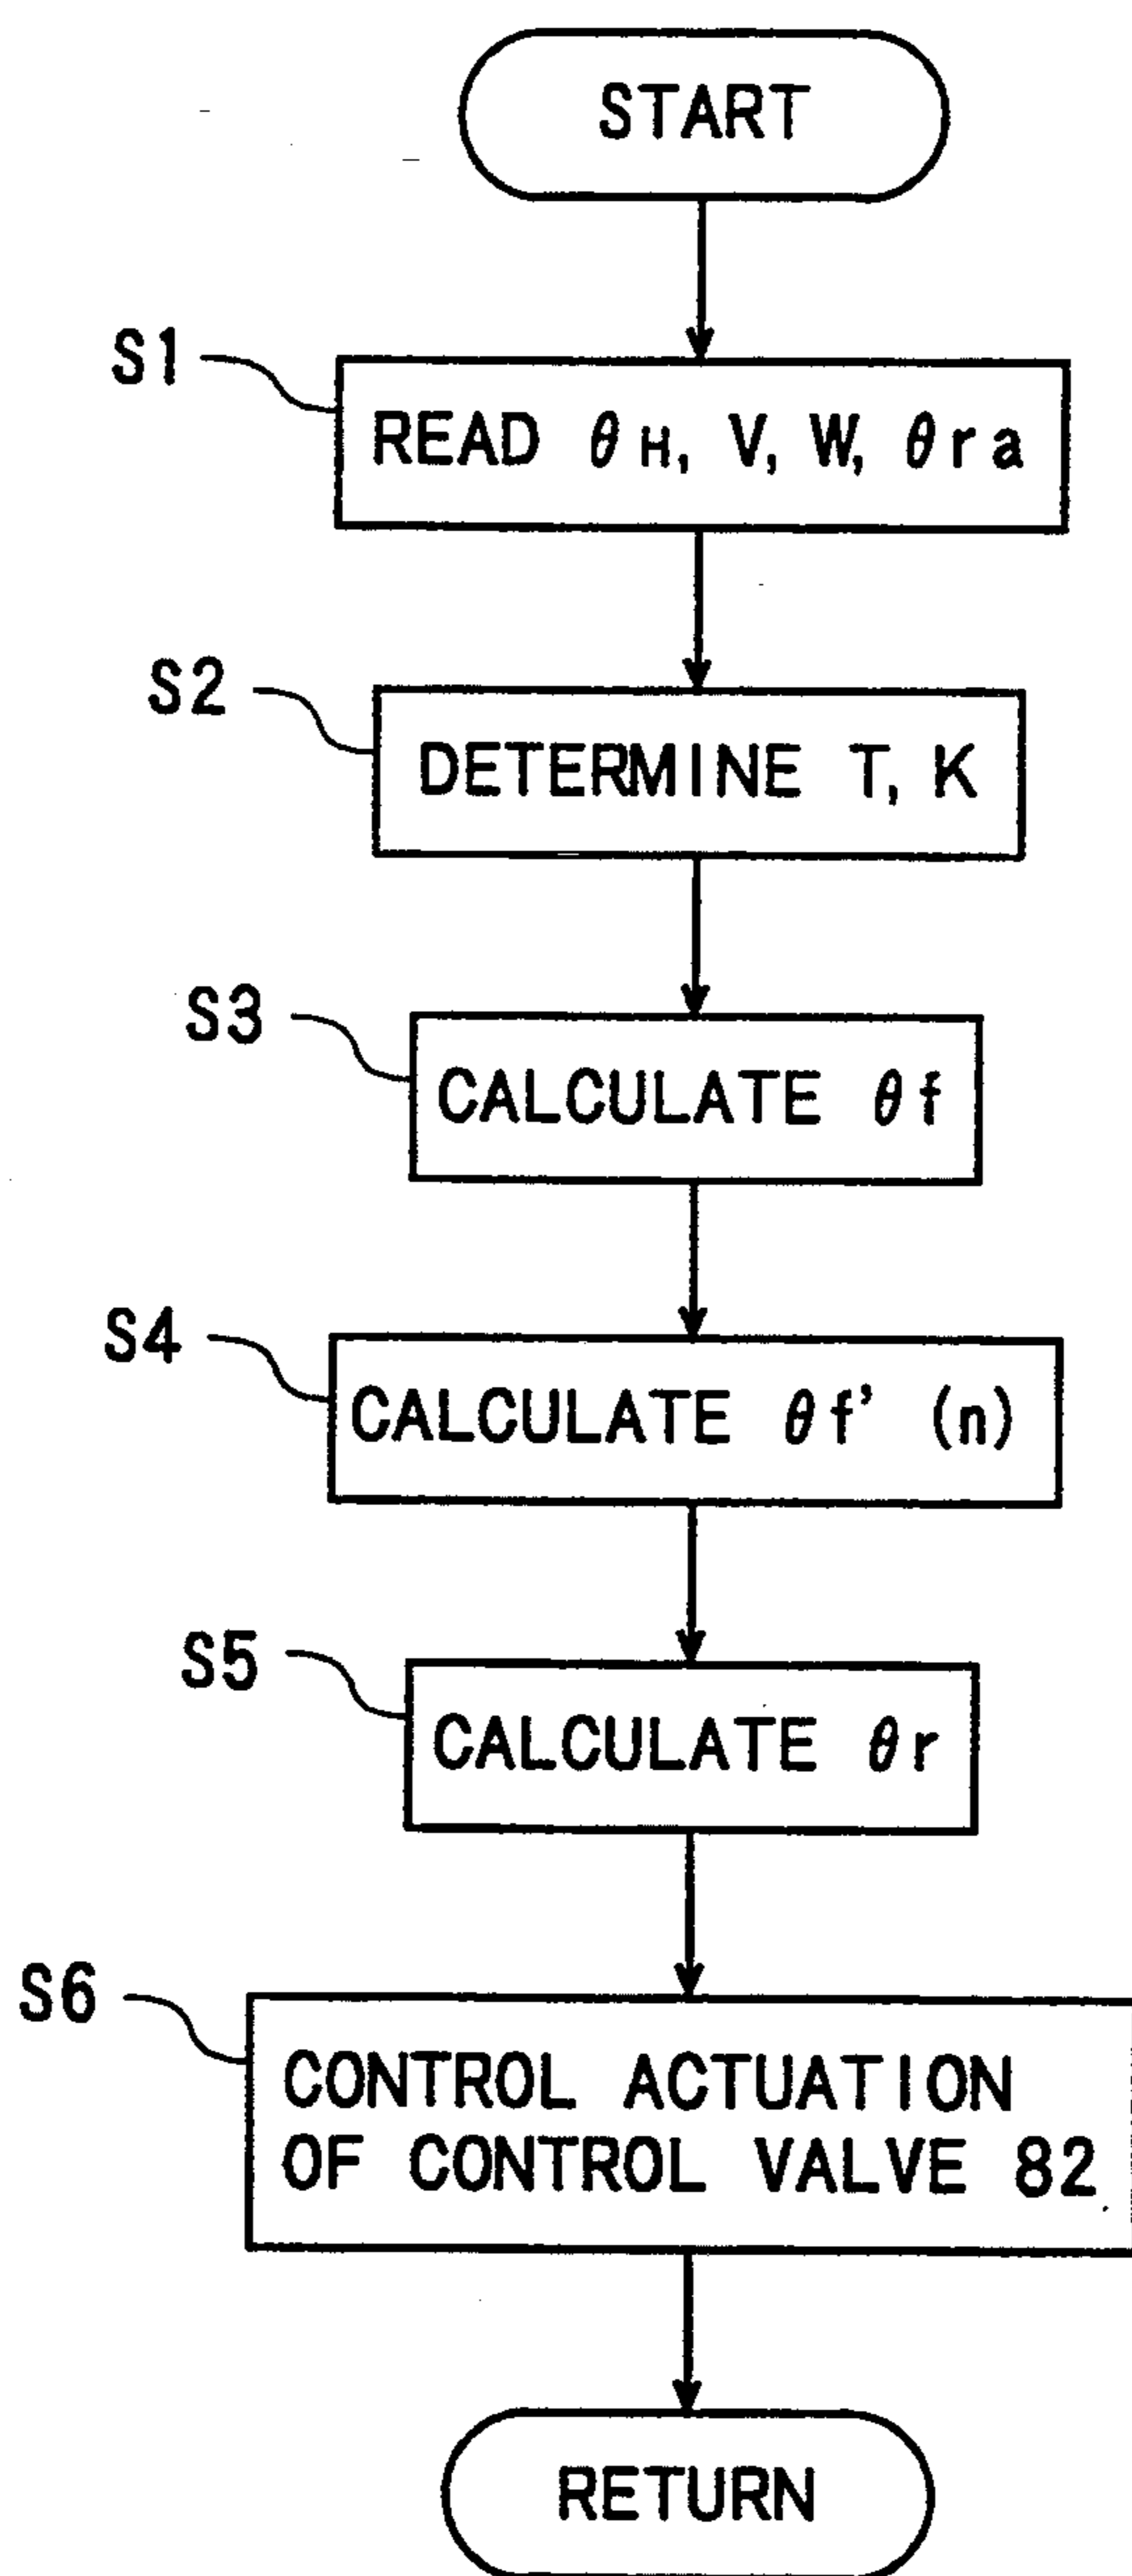 START
S1
READ θH, V, W, θra
S2
DETERMINE T, K
S3
CALCULATE θf
S4
CALCULATE θf' (n)
S5
CALCULATE θr
S6
CONTROL ACTUATION
OF CONTROL VALVE 82
RETURN